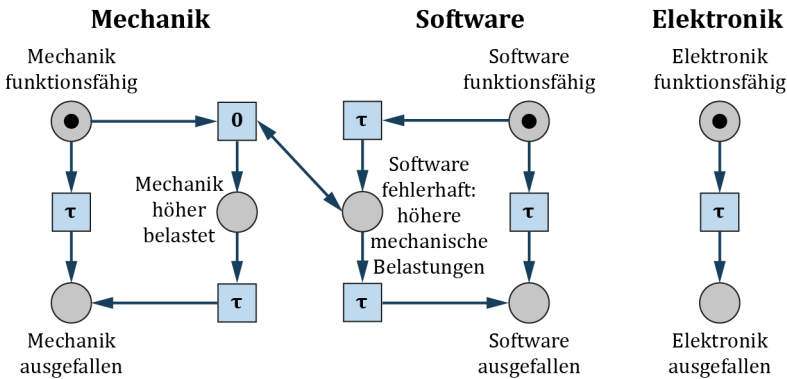 Mechanik
Software
Elektronik
Mechanik
funktionsfähig
Software
funktionsfähig
Elektronik
funktionsfähig
0
τ
Software
fehlerhaft:
höhere
mechanische
Belastungen
Mechanik
höher
belastet
τ
τ
τ
τ
τ
Mechanik
ausgefallen
Software
ausgefallen
Elektronik
ausgefallen